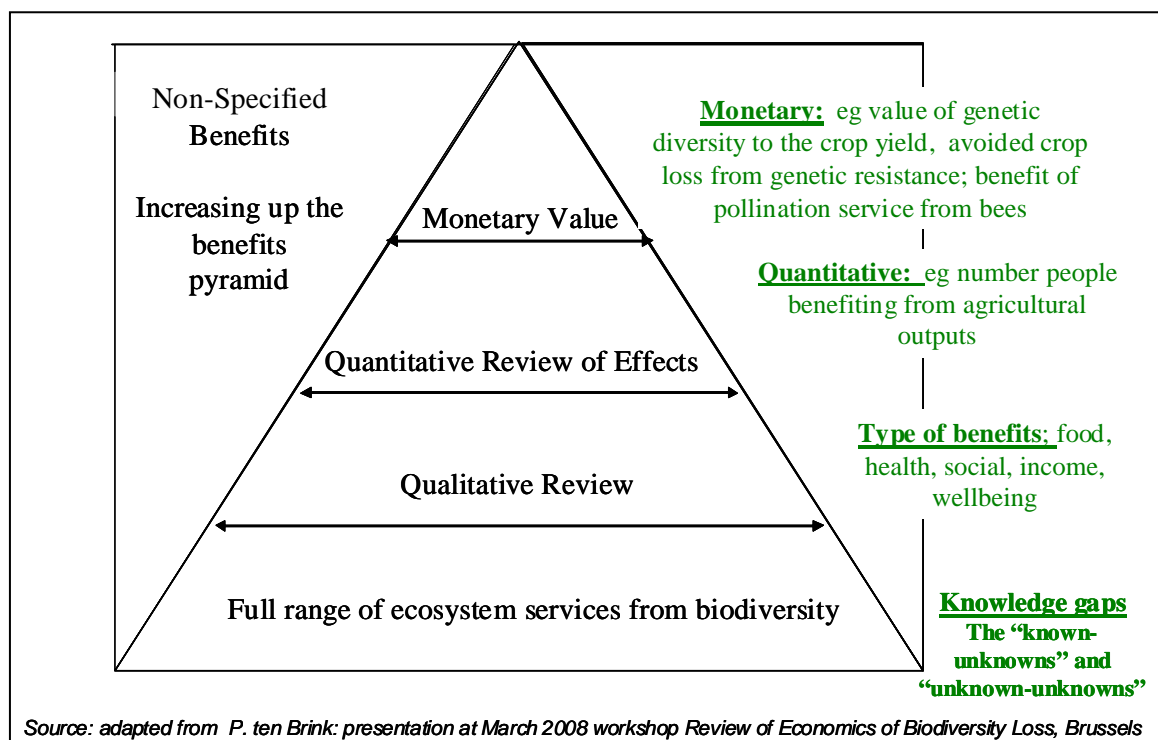 Non-Specified
Benefits
Increasing up the
benefits
pyramid
Monetary Value
Quantitative Review of Effects
Qualitative Review
Full range of ecosystem services from biodiversity
Monetary: eg value of genetic
diversity to the crop yield, avoided crop
loss from genetic resistance; benefit of
pollination service from bees
Quantitative: eg number people
benefiting from agricultural
outputs
Type of benefits; food,
health, social, income,
wellbeing
Knowledge gaps
The “known-
unknowns” and
“unknown-unknowns”
Source: adapted from P. ten Brink: presentation at March 2008 workshop Review of Economics of Biodiversity Loss, Brussels